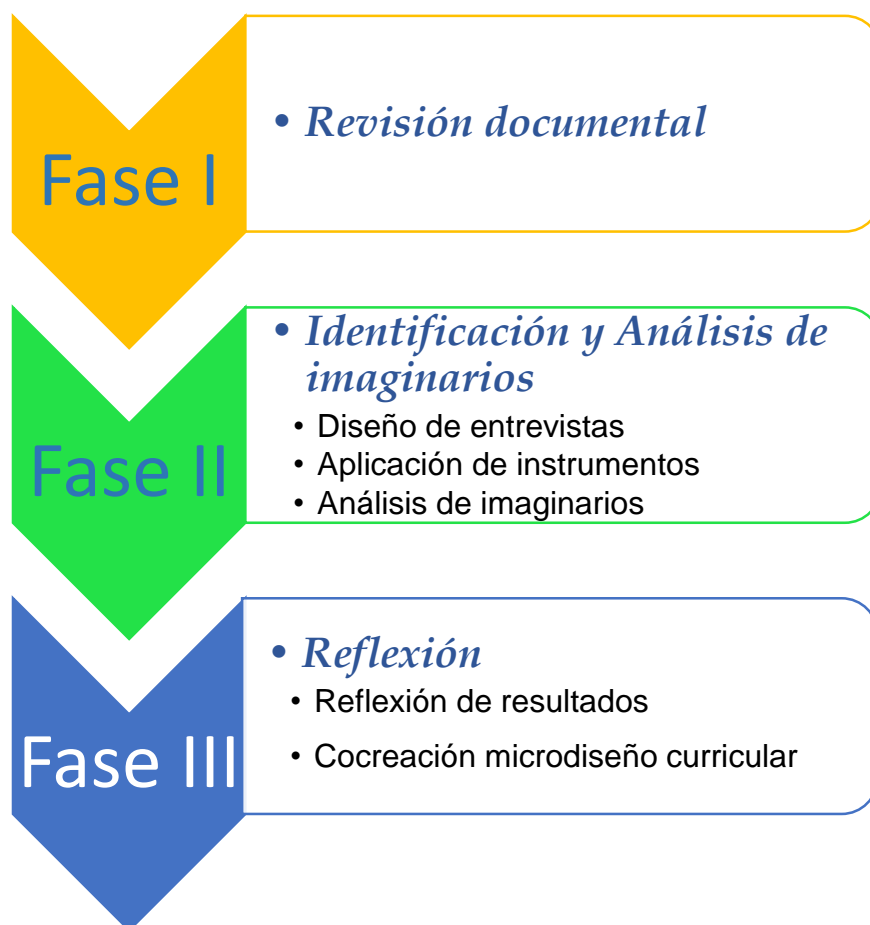 Fase I
• Revisión documental
Fase II
• Identificación y Análisis de
imaginarios
• Diseño de entrevistas
• Aplicación de instrumentos
• Análisis de imaginarios
Fase III
• Reflexión
• Reflexión de resultados
• Cocreación microdiseño curricular